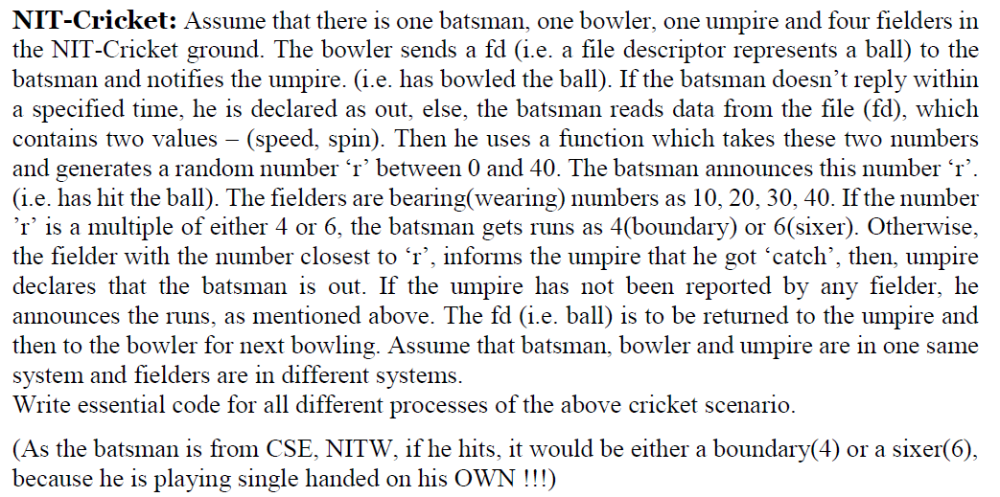 NIT-Cricket: Assume that there is one batsman, one bowler, one umpire and four fielders in
the NIT-Cricket ground. The bowler sends a fd (i.e. a file descriptor represents a ball) to the
batsman and notifies the umpire. (i.e. has bowled the ball). If the batsman doesn’t reply within
a specified time, he is declared as out, else, the batsman reads data from the file (fd), which
contains two values – (speed, spin). Then he uses a function which takes these two numbers
and generates a random number ‘r’ between 0 and 40. The batsman announces this number ‘r’.
(i.e. has hit the ball). The fielders are bearing(wearing) numbers as 10, 20, 30, 40. If the number
’r’ is a multiple of either 4 or 6, the batsman gets runs as 4(boundary) or 6(sixer). Otherwise,
the fielder with the number closest to ‘r’, informs the umpire that he got ‘catch’, then, umpire
declares that the batsman is out. If the umpire has not been reported by any fielder, he
announces the runs, as mentioned above. The fd (i.e. ball) is to be returned to the umpire and
then to the bowler for next bowling. Assume that batsman, bowler and umpire are in one same
system and fielders are in different systems.
Write essential code for all different processes of the above cricket scenario.
(As the batsman is from CSE, NITW, if he hits, it would be either a boundary(4) or a sixer(6),
because he is playing single handed on his OWN !!!)